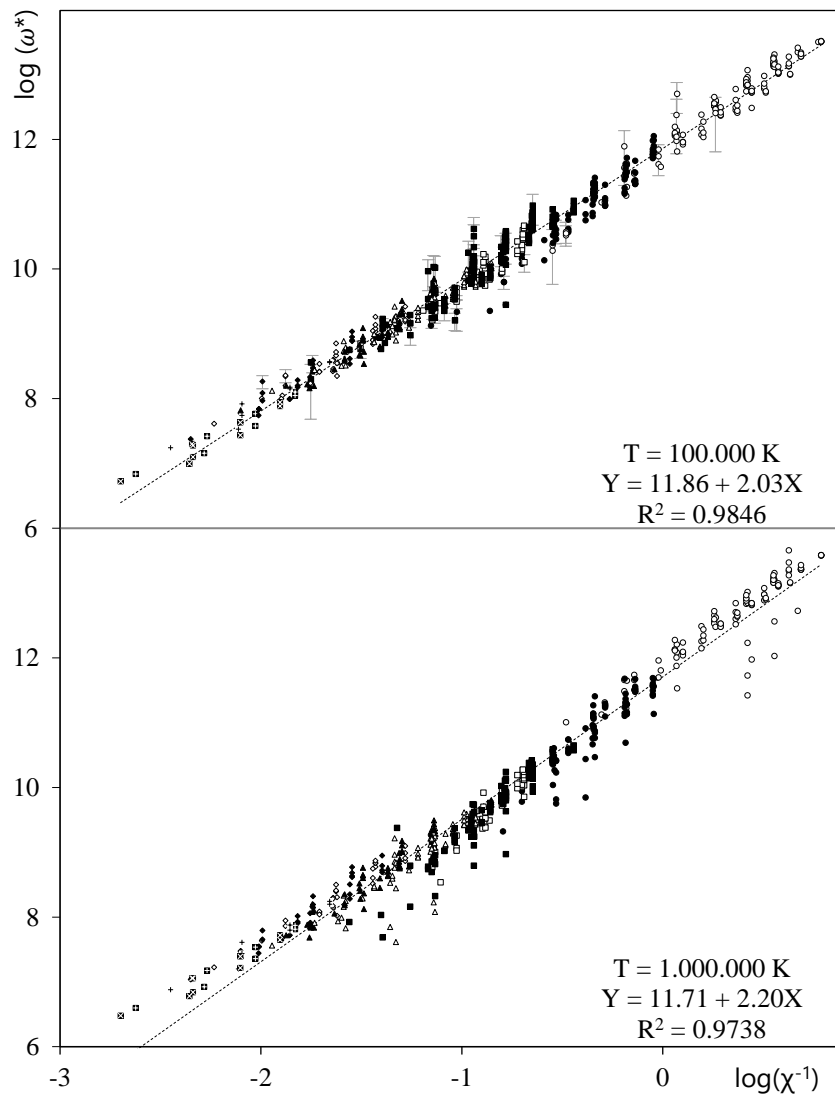 log (ω*)
12
10
8
6
T = 100.000 K
Y = 11.86 + 2.03X
R² = 0.9846
12
10
8
6
T = 1.000.000 K
Y = 11.71 + 2.20X
R² = 0.9738
-3 -2 -1 0 log(χ⁻¹)